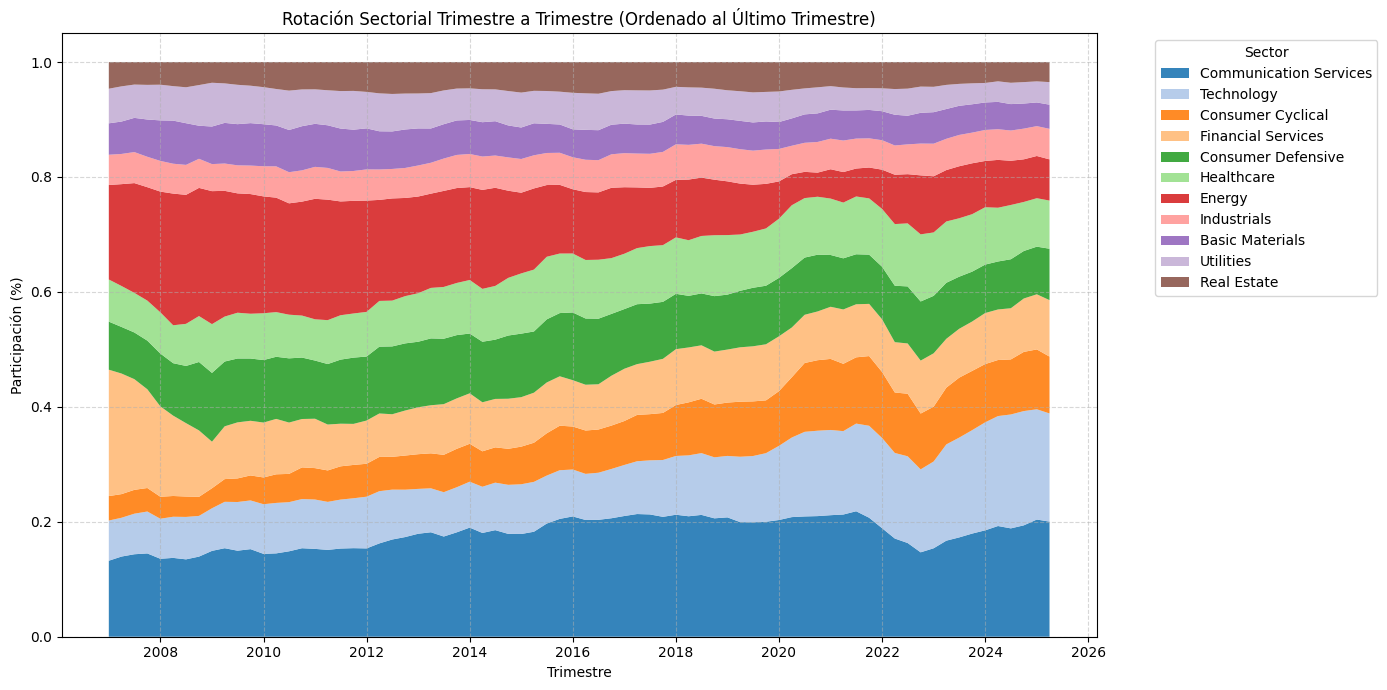 Rotación Sectorial Trimestre a Trimestre (Ordenado al Último Trimestre)
Participación (%)
1.0
0.8
0.6
0.4
0.2
0.0
2008 2010 2012 2014 2016 2018 2020 2022 2024 2026
Trimestre
Sector
Communication Services
Technology
Consumer Cyclical
Financial Services
Consumer Defensive
Healthcare
Energy
Industrials
Basic Materials
Utilities
Real Estate